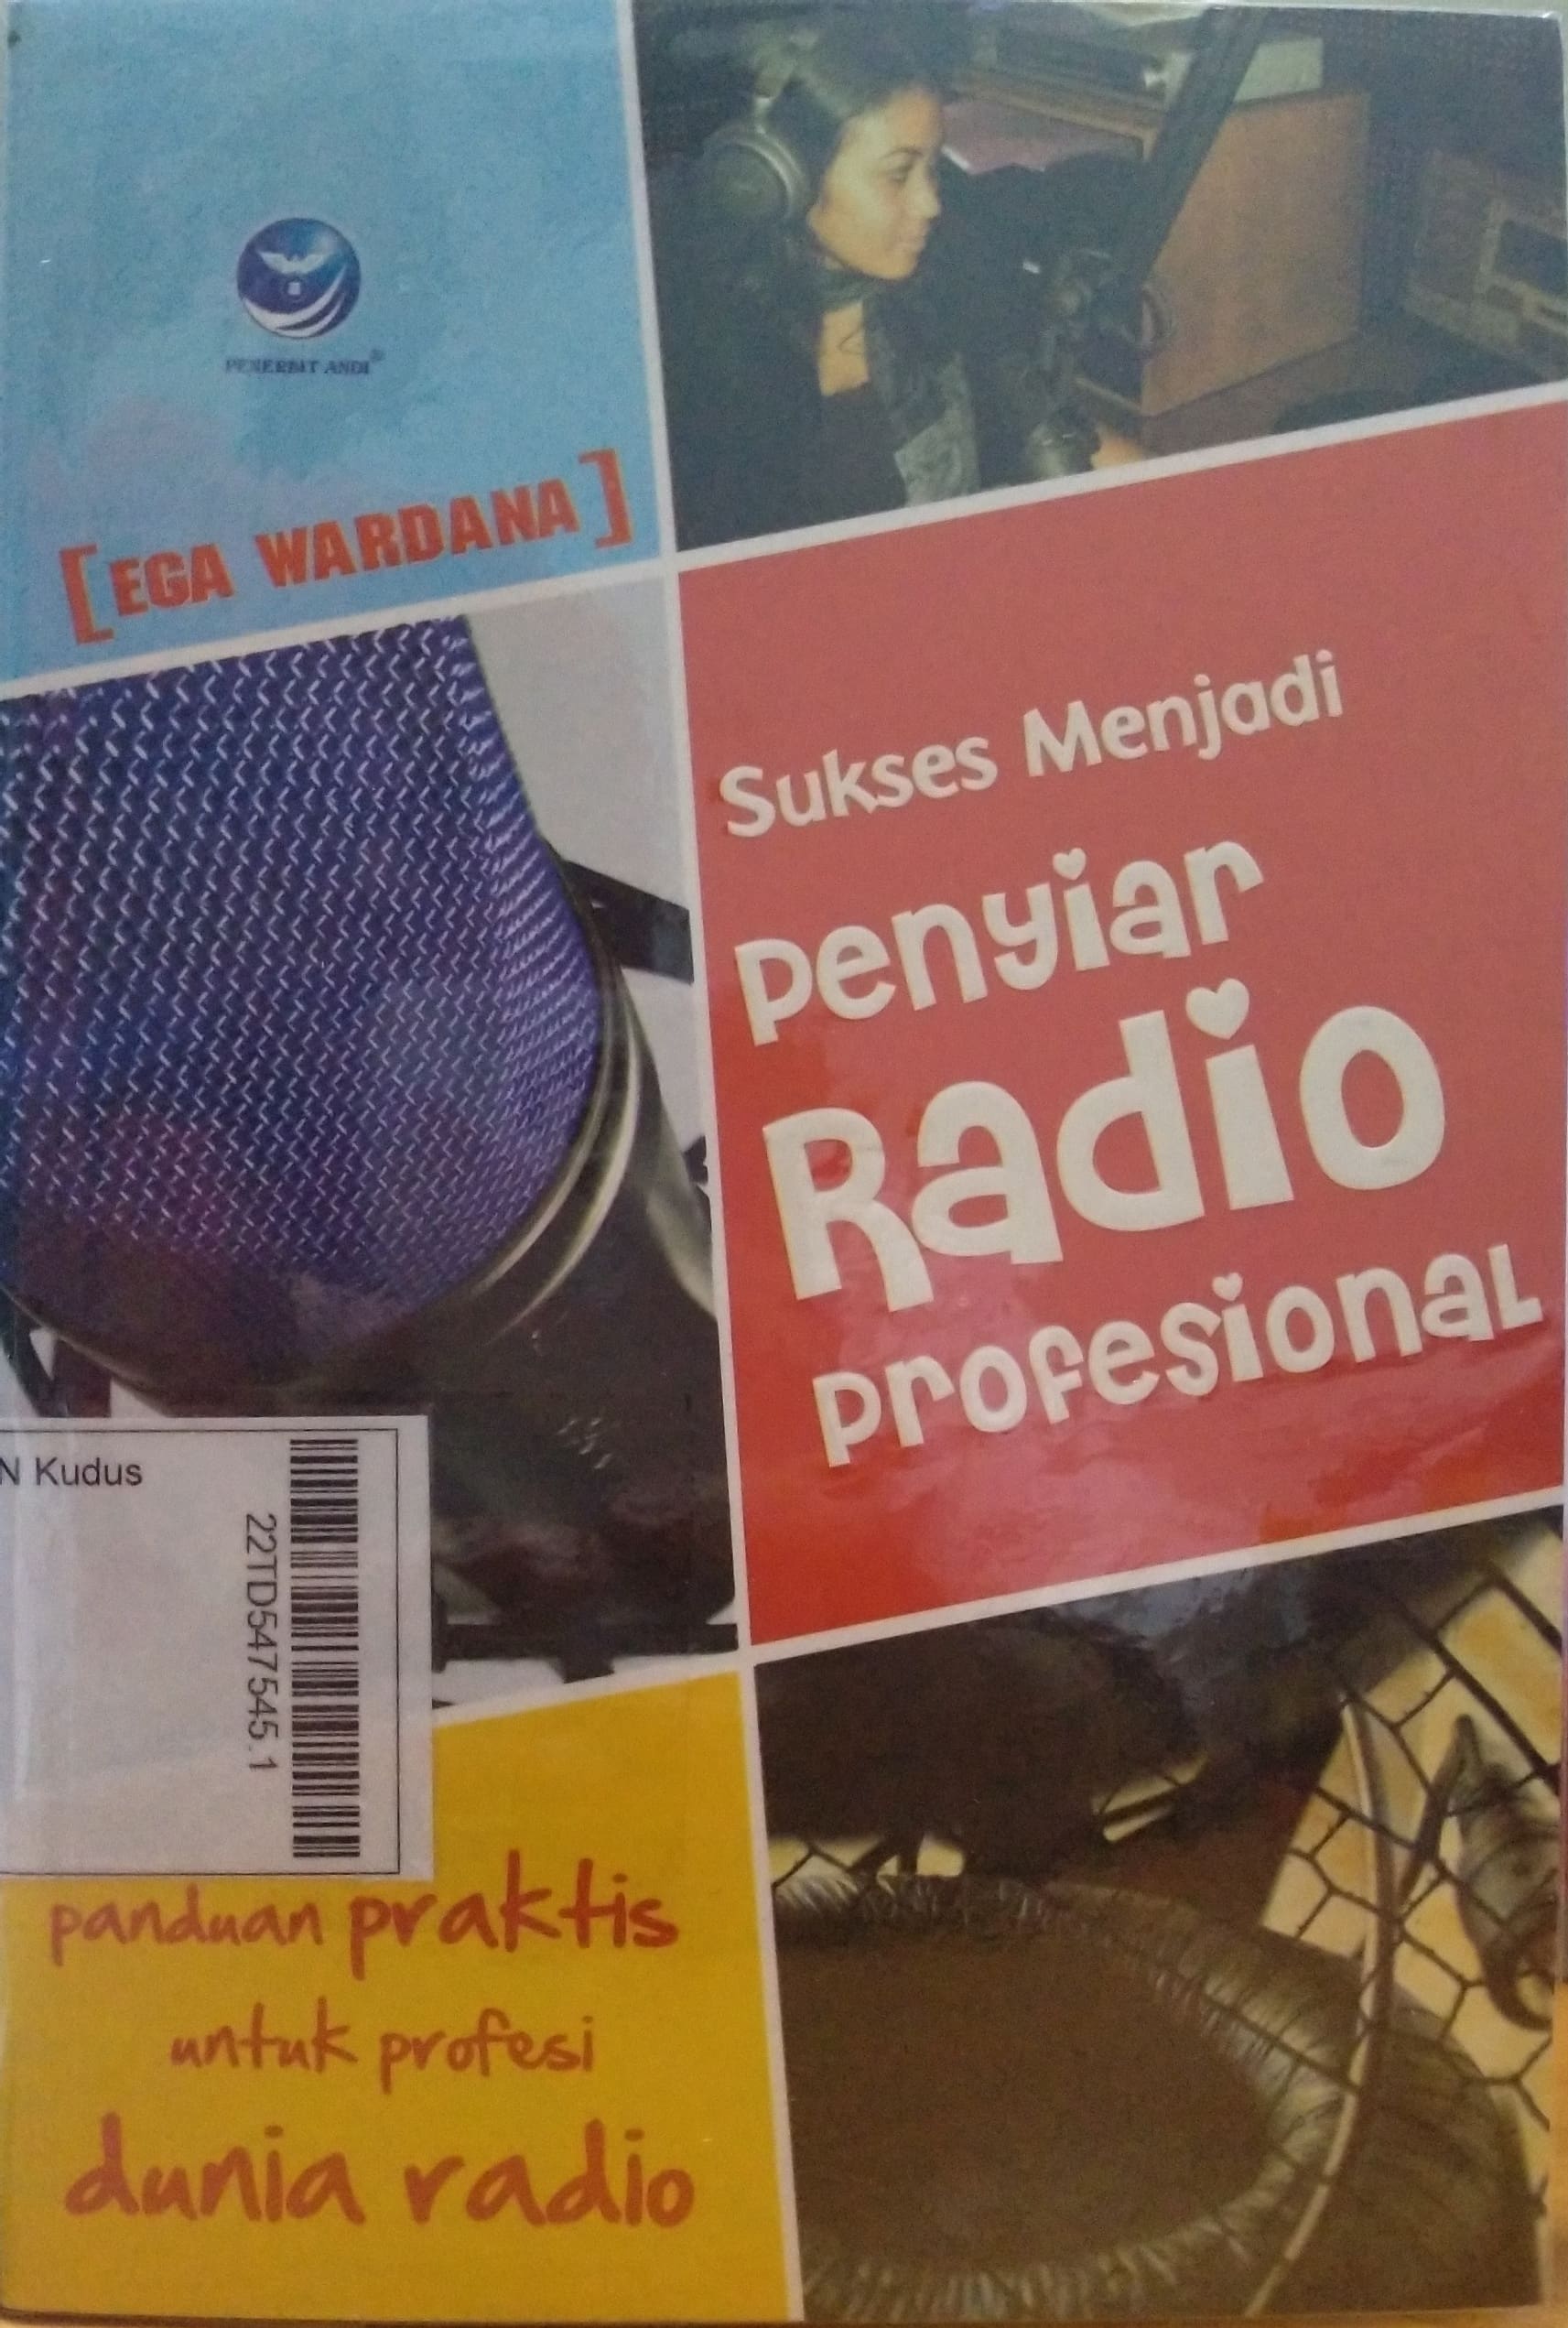 PENERBIT ANDI®
[EGA WARDANA]
Sukses Menjadi
Penyiar
Radio
Profesional
N Kudus
22TD547545.1
panduan praktis
untuk profesi
dunia radio